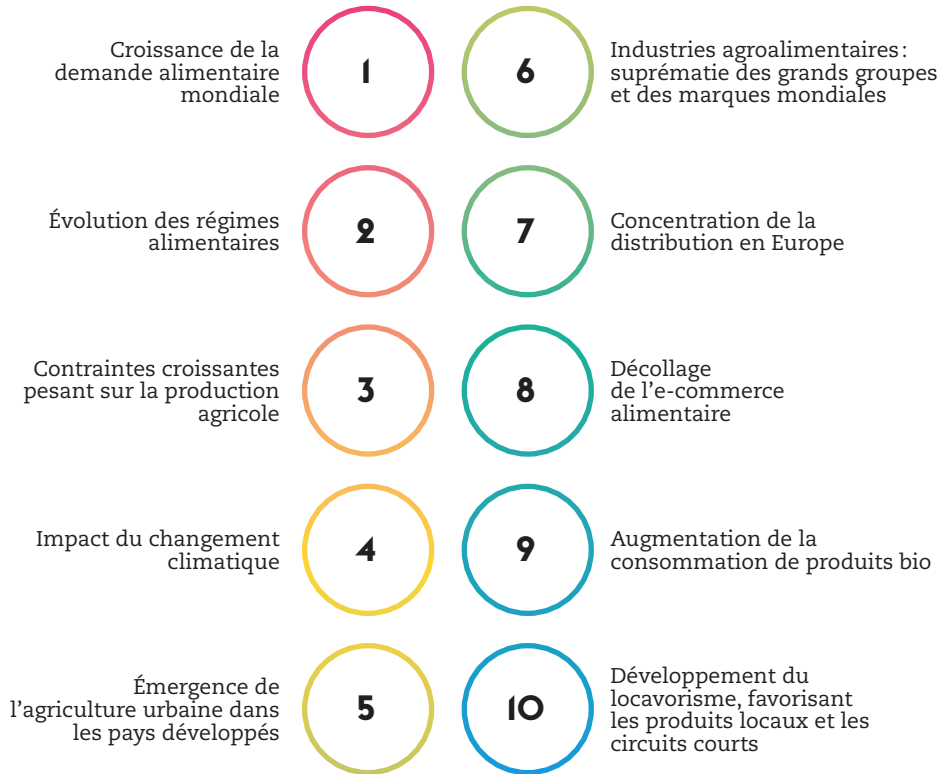 Croissance de la
demande alimentaire
mondiale
1
Évolution des régimes
alimentaires
2
Contraintes croissantes
pesant sur la production
agricole
3
Impact du changement
climatique
4
Émergence de
l’agriculture urbaine dans
les pays développés
5
6
Industries agroalimentaires :
suprématie des grands groupes
et des marques mondiales
7
Concentration de la
distribution en Europe
8
Décollage
de l’e-commerce
alimentaire
9
Augmentation de la
consommation de produits bio
10
Développement du
locavorisme, favorisant
les produits locaux et les
circuits courts